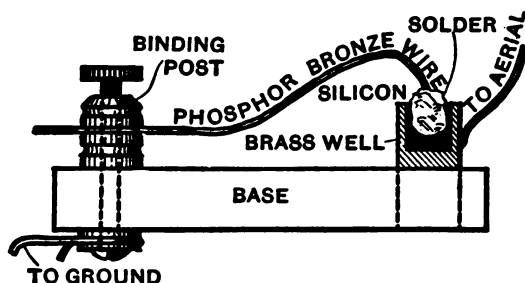 SOLDER
BINDING
POST
PHOSPHOR BRONZE WIRE
SILICON
TO AERIAL
BRASS WELL
BASE
TO GROUND